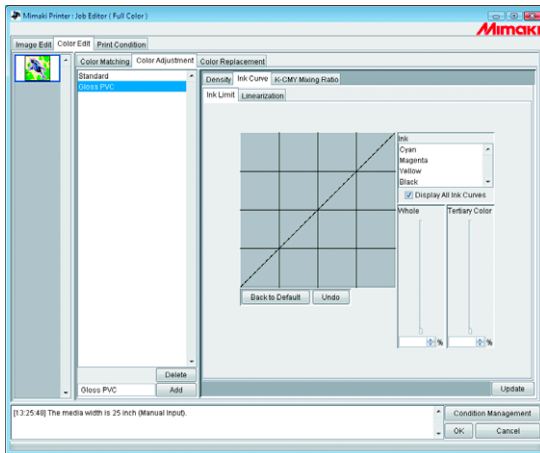 Mimaki Printer : Job Editor ( Full Color )
Mimaki
Image Edit Color Edit Print Condition
Color Matching Color Adjustment Color Replacement
Standard
Gloss PVC
Density Ink Curve K-CMY Mixing Ratio
Ink Limit Linearization
Ink
Cyan
Magenta
Yellow
Black
Display All Ink Curves
Whole Tertiary Color
Back to Default Undo
% %
Delete
Gloss PVC Add
Update
[13:25:48] The media width is 25 inch (Manual Input).
Condition Management
OK Cancel